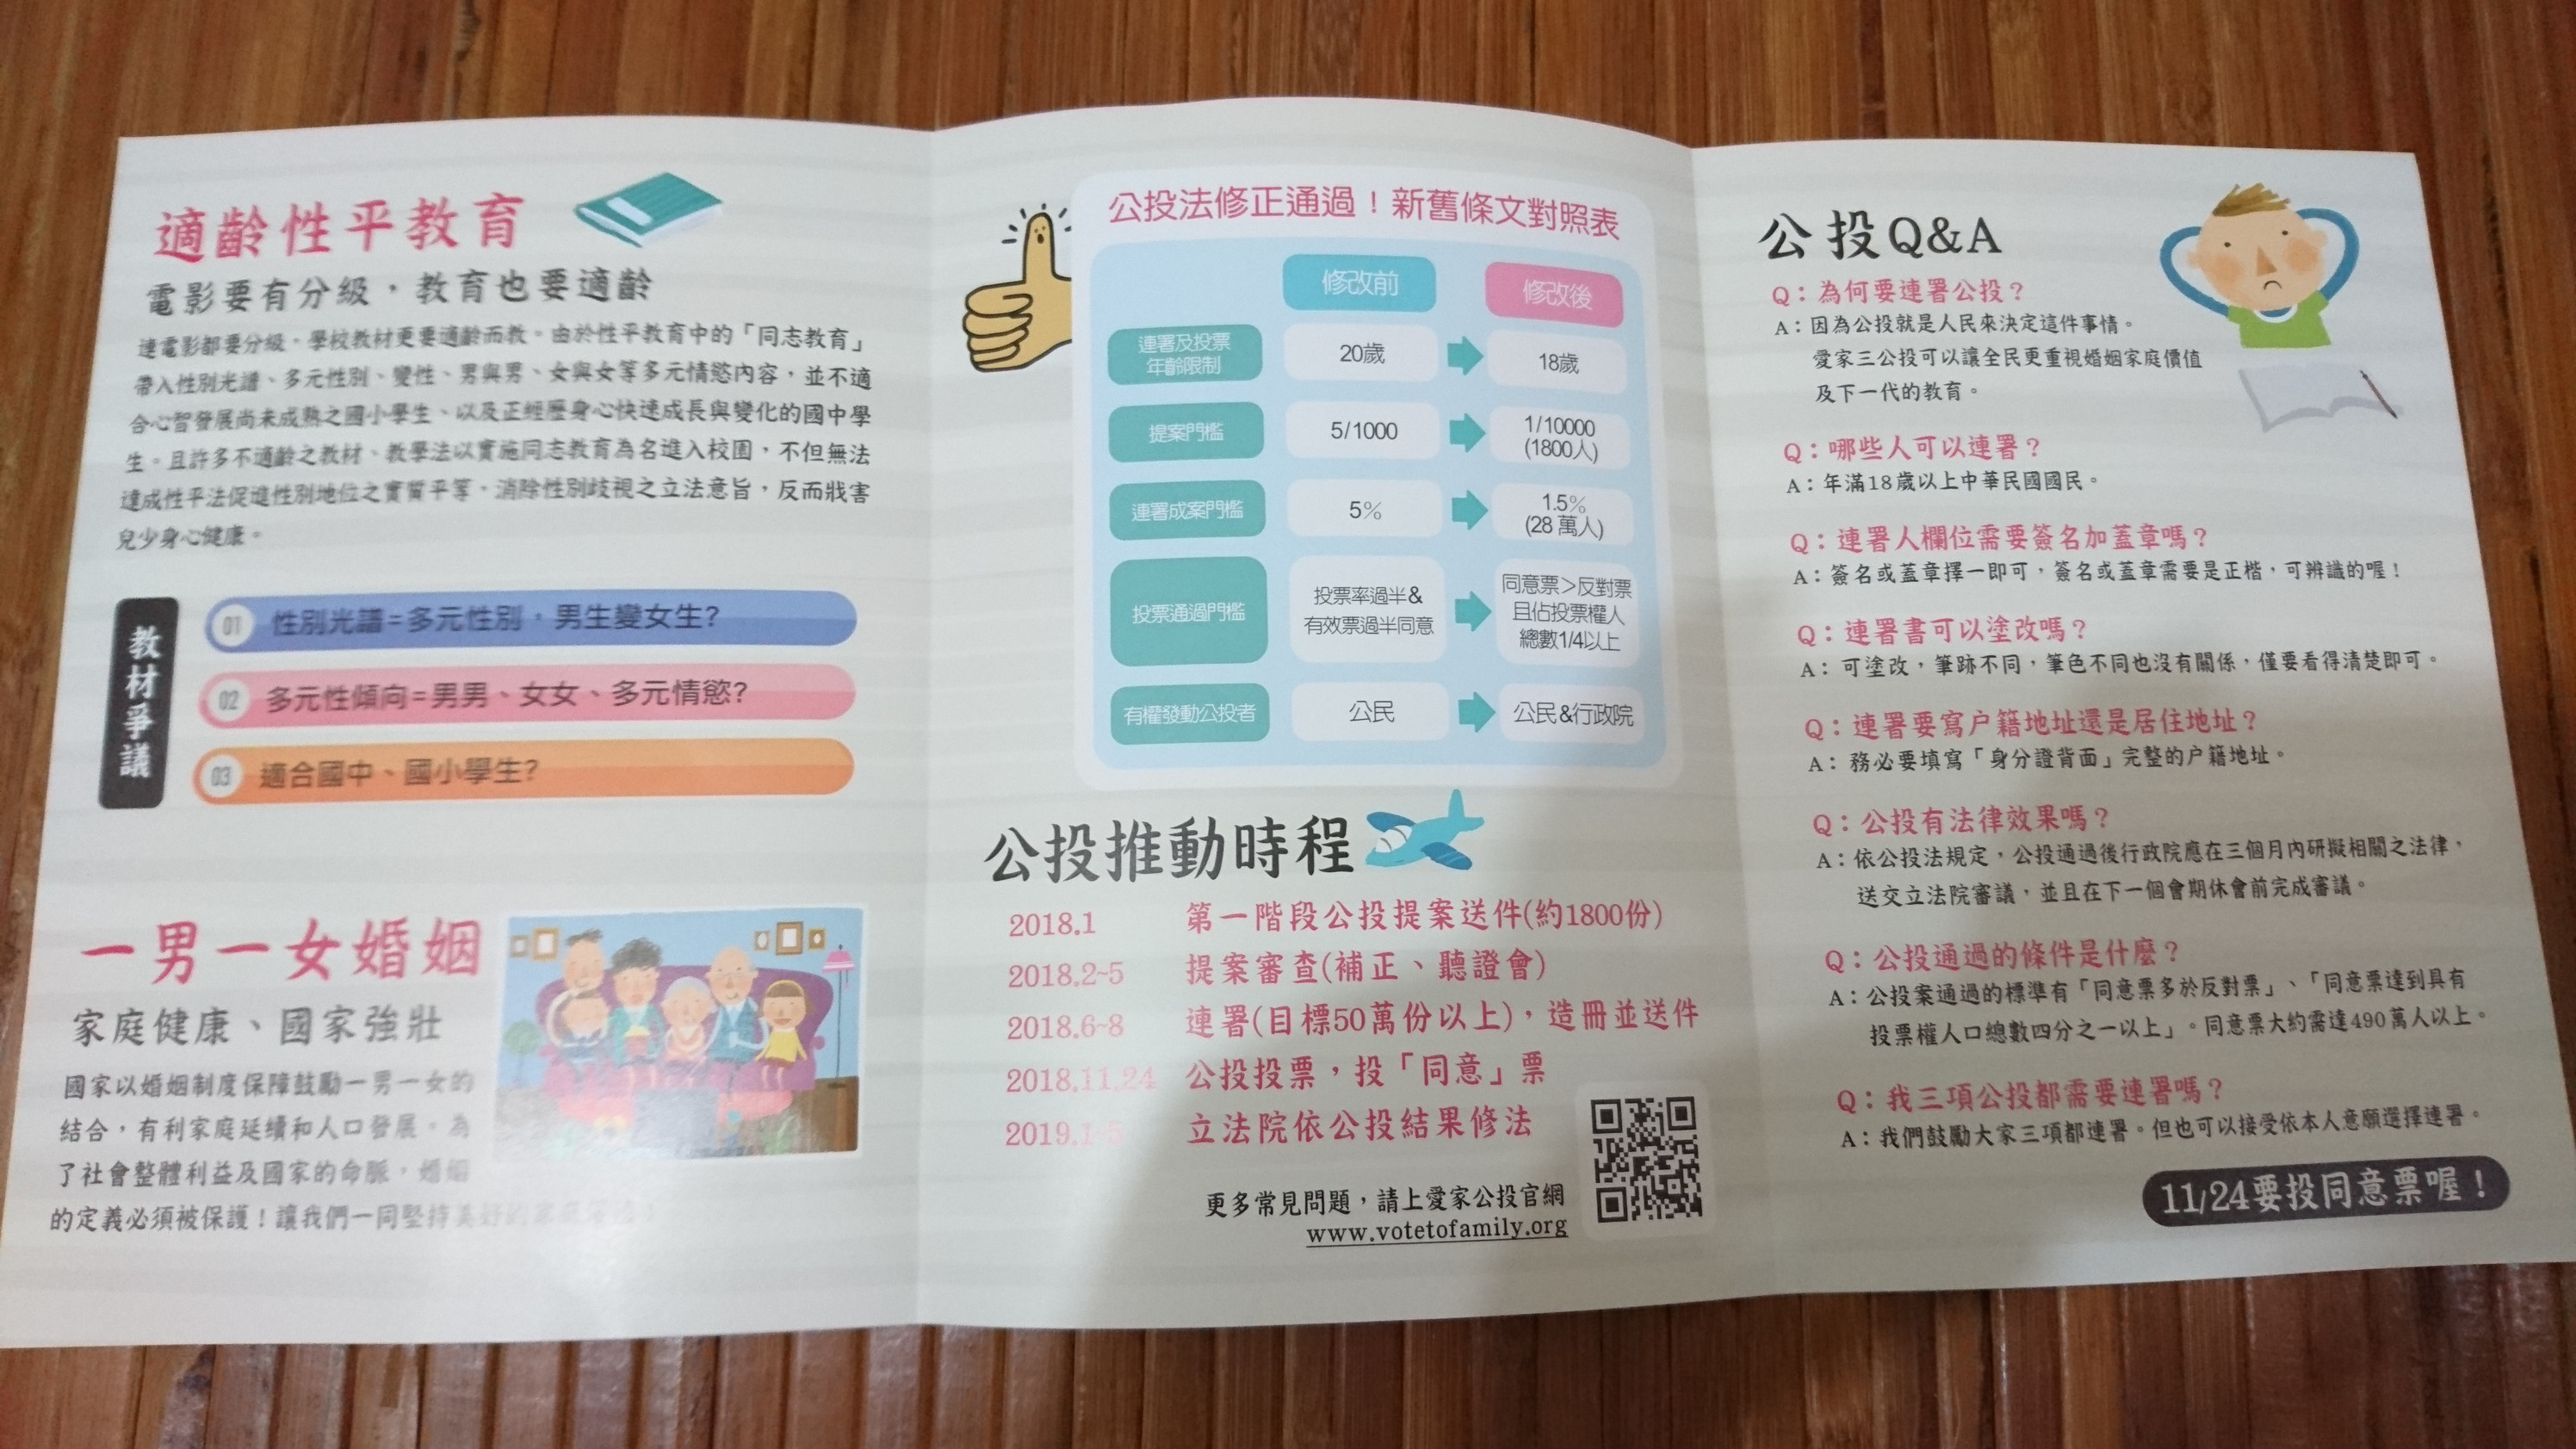 適齡性平教育
電影要有分級，教育也要適齡
連電影都要分級，學校教材更要適齡而教。由於性平教育中的「同志教育」
帶入性別光譜、多元性別、變性、男與男、女與女等多元情慾內容，並不適
合心智發展尚未成熟之國小學生、以及正經歷身心快速成長與變化的國中學
生。且許多不適齡之教材、教學法以實施同志教育為名進入校園，不但無法
達成性平法促進性別地位之實質平等、消除性別歧視之立法意旨，反而戕害
兒少身心健康。
教材爭議
01 性別光譜=多元性別，男生變女生?
02 多元性傾向=男男、女女、多元情慾?
03 適合國中、國小學生?
一男一女婚姻
家庭健康、國家強壯
國家以婚姻制度保障鼓勵一男一女的
結合，有利家庭延續和人口發展。為
了社會整體利益及國家的命脈，婚姻
的定義必須被保護！讓我們一同堅持美好的
公投法修正通過！新舊條文對照表
修改前 修改後
連署及投票
年齡限制
20歲 18歲
提案門檻 5/1000 1/10000
(1800人)
連署成案門檻 5% 1.5%
(28 萬人)
投票通過門檻
投票率過半&
有效票過半同意
同意票＞反對票
且佔投票權人
總數1/4以上
有權發動公投者 公民 公民&行政院
公投推動時程
2018.1 第一階段公投提案送件(約1800份)
2018.2~5 提案審查(補正、聽證會)
2018.6~8 連署(目標50萬份以上)，造冊並送件
2018.11.24 公投投票，投「同意」票
2019.1~5 立法院依公投結果修法
更多常見問題，請上愛家公投官網
www.votetofamily.org
公投Q&A
Q：為何要連署公投？
A：因為公投就是人民來決定這件事情。
愛家三公投可以讓全民更重視婚姻家庭價值
及下一代的教育。
Q：哪些人可以連署？
A：年滿18歲以上中華民國國民。
Q：連署人欄位需要簽名加蓋章嗎？
A：簽名或蓋章擇一即可，簽名或蓋章需要是正楷，可辨識的喔！
Q：連署書可以塗改嗎？
A：可塗改，筆跡不同，筆色不同也沒有關係，僅要看得清楚即可。
Q：連署要寫户籍地址還是居住地址？
A：務必要填寫「身分證背面」完整的户籍地址。
Q：公投有法律效果嗎？
A：依公投法規定，公投通過後行政院應在三個月內研擬相關之法律，
送交立法院審議，並且在下一個會期休會前完成審議。
Q：公投通過的條件是什麼？
A：公投案通過的標準有「同意票多於反對票」、「同意票達到具有
投票權人口總數四分之一以上」。同意票大約需達490萬人以上。
Q：我三項公投都需要連署嗎？
A：我們鼓勵大家三項都連署。但也可以接受依本人意願選擇連署。
11/24要投同意票喔！